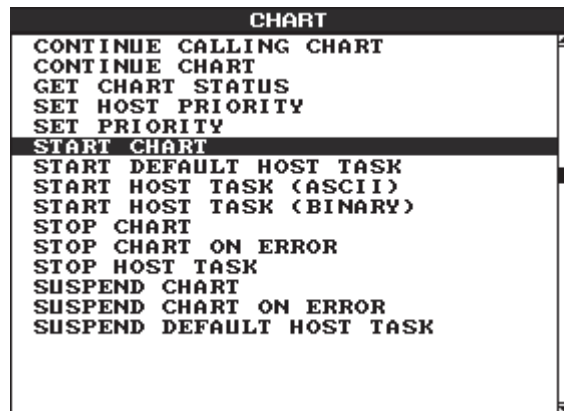 CHART
CONTINUE CALLING CHART
CONTINUE CHART
GET CHART STATUS
SET HOST PRIORITY
SET PRIORITY
START CHART
START DEFAULT HOST TASK
START HOST TASK (ASCII)
START HOST TASK (BINARY)
STOP CHART
STOP CHART ON ERROR
STOP HOST TASK
SUSPEND CHART
SUSPEND CHART ON ERROR
SUSPEND DEFAULT HOST TASK